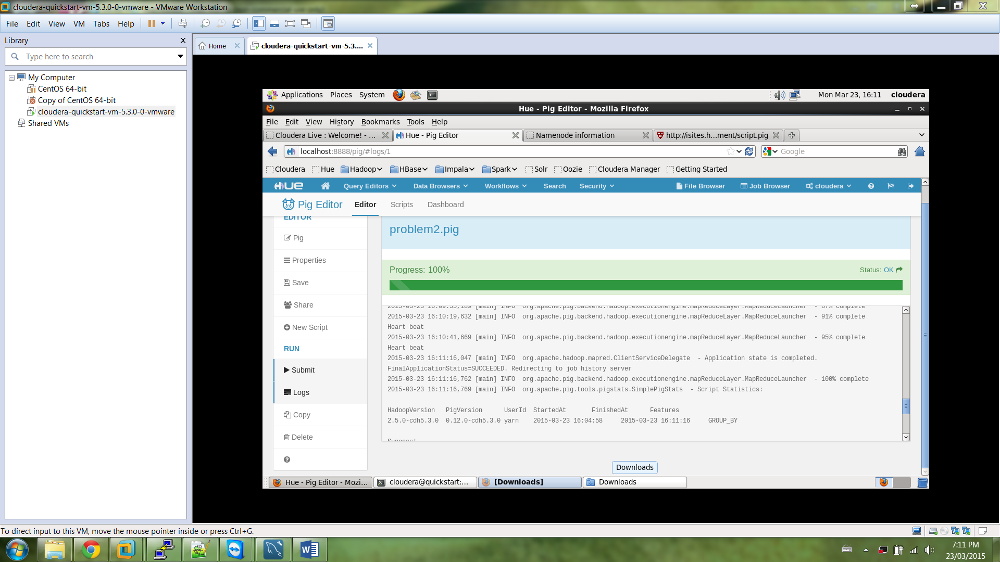 cloudera-quickstart-vm-5.3.0-0-vmware - VMware Workstation
File Edit View VM Tabs Help
Library
Type here to search
My Computer
CentOS 64-bit
Copy of CentOS 64-bit
cloudera-quickstart-vm-5.3.0-0-vmware
Shared VMs
Home
cloudera-quickstart-vm-5.3....
Applications Places System
Mon Mar 23, 16:11 cloudera
Hue - Pig Editor - Mozilla Firefox
File Edit View History Bookmarks Tools Help
Cloudera Live : Welcome! - ...
Hue - Pig Editor
Namenode information
http://isites.h...ment/script.pig
localhost:8888/pig/#logs/1
Google
Cloudera Hue Hadoop HBase Impala Spark Solr Oozie Cloudera Manager Getting Started
HUE Query Editors Data Browsers Workflows Search Security File Browser Job Browser cloudera
Pig Editor Editor Scripts Dashboard
EDITOR
Pig
Properties
Save
Share
New Script
RUN
Submit
Logs
Copy
Delete
problem2.pig
Progress: 100% Status: OK
2015-03-23 16:09:55,189 [main] INFO org.apache.pig.backend.hadoop.executionengine.mapReduceLayer.MapReduceLauncher - 87% complete
2015-03-23 16:10:19,632 [main] INFO org.apache.pig.backend.hadoop.executionengine.mapReduceLayer.MapReduceLauncher - 91% complete
Heart beat
2015-03-23 16:10:41,669 [main] INFO org.apache.pig.backend.hadoop.executionengine.mapReduceLayer.MapReduceLauncher - 95% complete
Heart beat
2015-03-23 16:11:16,047 [main] INFO org.apache.hadoop.mapred.ClientServiceDelegate - Application state is completed.
FinalApplicationStatus=SUCCEEDED. Redirecting to job history server
2015-03-23 16:11:16,762 [main] INFO org.apache.pig.backend.hadoop.executionengine.mapReduceLayer.MapReduceLauncher - 100% complete
2015-03-23 16:11:16,769 [main] INFO org.apache.pig.tools.pigstats.SimplePigStats - Script Statistics:
HadoopVersion PigVersion UserId StartedAt FinishedAt Features
2.5.0-cdh5.3.0 0.12.0-cdh5.3.0 yarn 2015-03-23 16:04:58 2015-03-23 16:11:16 GROUP_BY
Success!
Downloads
Hue - Pig Editor - Mozi...
cloudera@quickstart:...
[Downloads]
Downloads
To direct input to this VM, move the mouse pointer inside or press Ctrl+G.
7:11 PM
23/03/2015